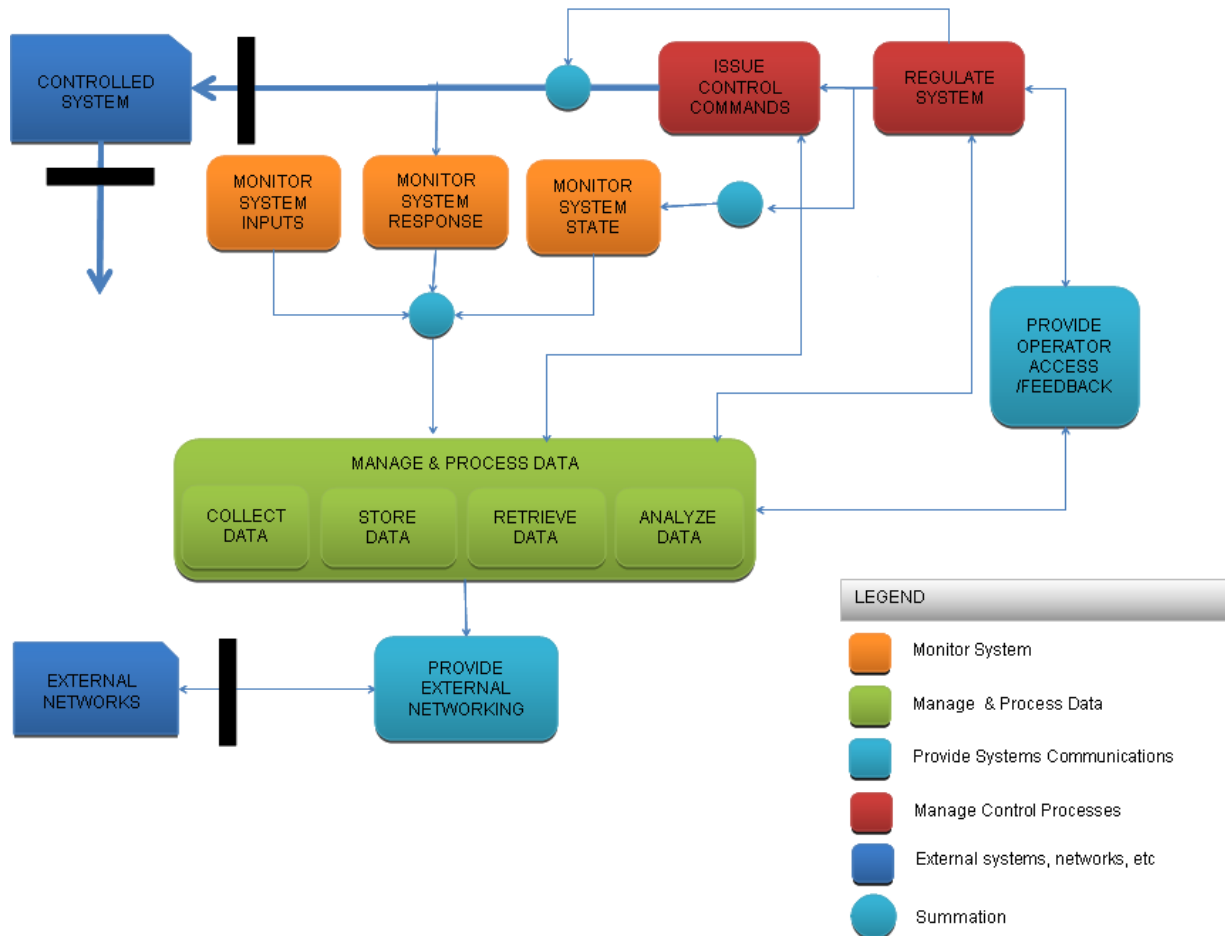 CONTROLLED
SYSTEM
ISSUE
CONTROL
COMMANDS
REGULATE
SYSTEM
MONITOR
SYSTEM
INPUTS
MONITOR
SYSTEM
RESPONSE
MONITOR
SYSTEM
STATE
PROVIDE
OPERATOR
ACCESS
/FEEDBACK
MANAGE & PROCESS DATA
COLLECT
DATA
STORE
DATA
RETRIEVE
DATA
ANALYZE
DATA
EXTERNAL
NETWORKS
PROVIDE
EXTERNAL
NETWORKING
LEGEND
Monitor System
Manage & Process Data
Provide Systems Communications
Manage Control Processes
External systems, networks, etc
Summation